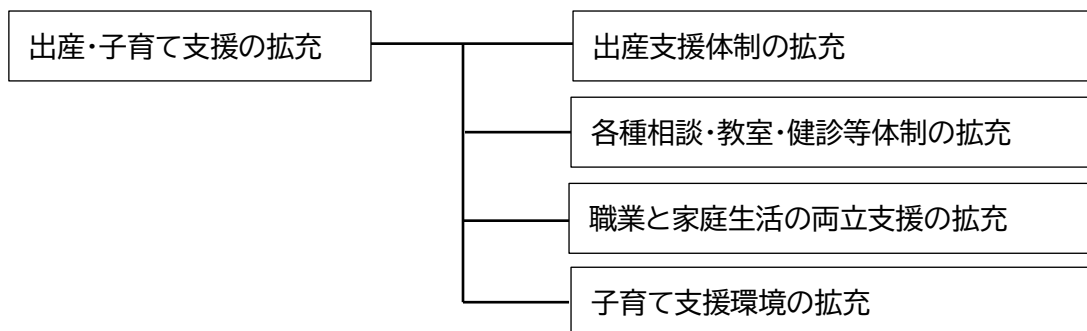 出産・子育て支援の拡充
出産支援体制の拡充
各種相談・教室・健診等体制の拡充
職業と家庭生活の両立支援の拡充
子育て支援環境の拡充